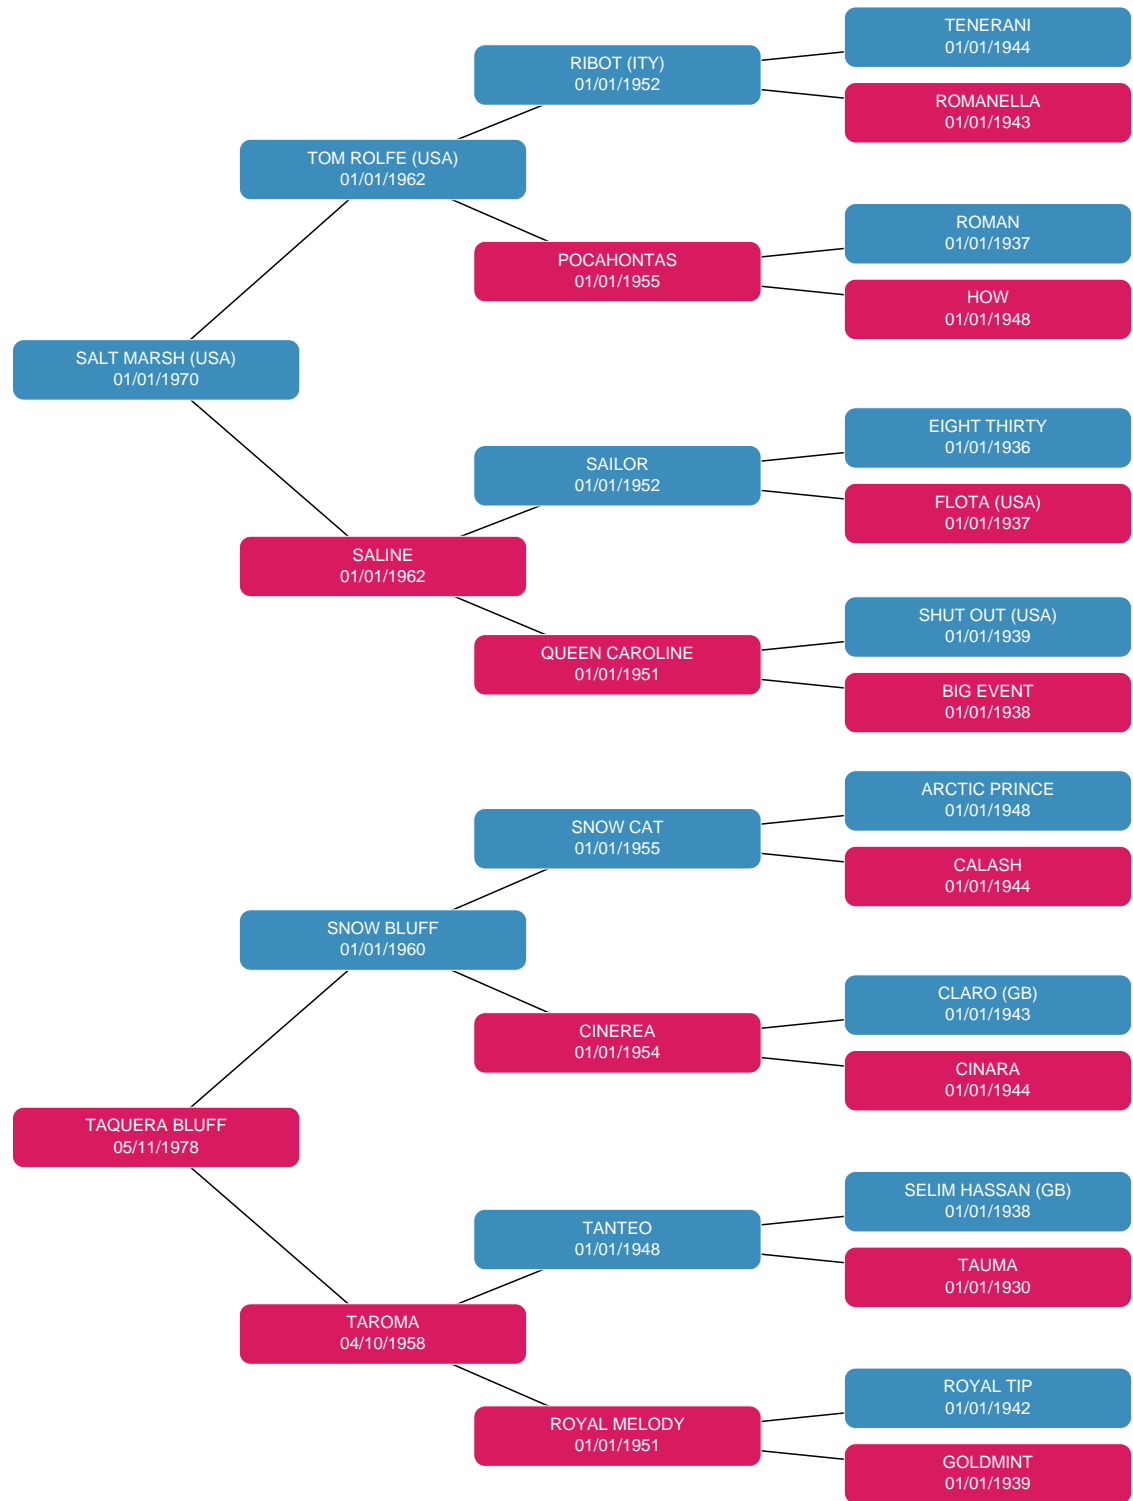 TENERANI
01/01/1944
RIBOT (ITY)
01/01/1952
ROMANELLA
01/01/1943
TOM ROLFE (USA)
01/01/1962
ROMAN
01/01/1937
POCAHONTAS
01/01/1955
HOW
01/01/1948
SALT MARSH (USA)
01/01/1970
EIGHT THIRTY
01/01/1936
SAILOR
01/01/1952
FLOTA (USA)
01/01/1937
SALINE
01/01/1962
SHUT OUT (USA)
01/01/1939
QUEEN CAROLINE
01/01/1951
BIG EVENT
01/01/1938
ARCTIC PRINCE
01/01/1948
SNOW CAT
01/01/1955
CALASH
01/01/1944
SNOW BLUFF
01/01/1960
CLARO (GB)
01/01/1943
CINEREA
01/01/1954
CINARA
01/01/1944
TAQUERA BLUFF
05/11/1978
SELIM HASSAN (GB)
01/01/1938
TANTEO
01/01/1948
TAUMA
01/01/1930
TAROMA
04/10/1958
ROYAL TIP
01/01/1942
ROYAL MELODY
01/01/1951
GOLDMINT
01/01/1939